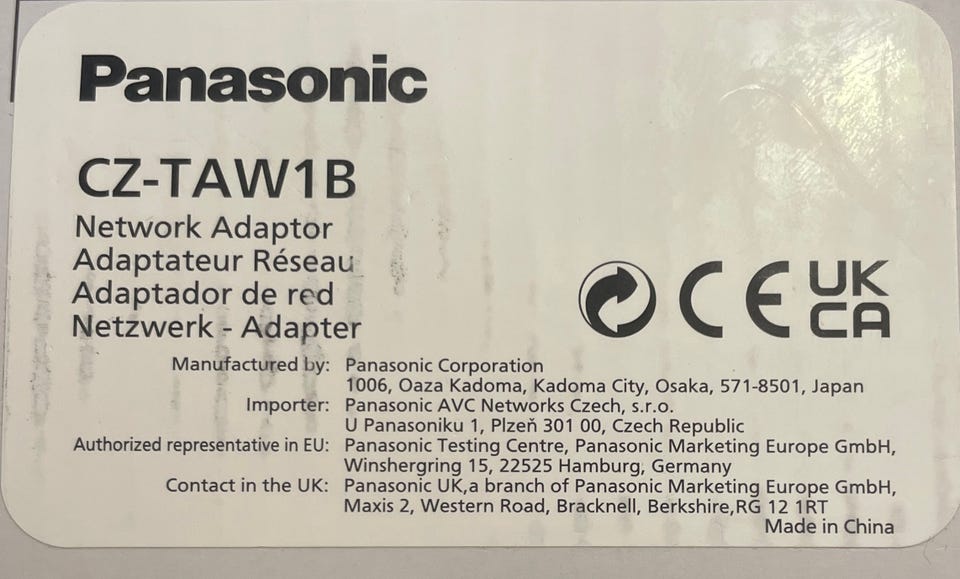 Panasonic
CZ-TAW1B
Network Adaptor
Adaptateur Réseau
Adaptador de red
Netzwerk - Adapter
CE UK
CA
Manufactured by: Panasonic Corporation
1006, Oaza Kadoma, Kadoma City, Osaka, 571-8501, Japan
Importer: Panasonic AVC Networks Czech, s.r.o.
U Panasoniku 1, Plzeň 301 00, Czech Republic
Authorized representative in EU: Panasonic Testing Centre, Panasonic Marketing Europe GmbH,
Winshergring 15, 22525 Hamburg, Germany
Contact in the UK: Panasonic UK,a branch of Panasonic Marketing Europe GmbH,
Maxis 2, Western Road, Bracknell, Berkshire,RG 12 1RT
Made in China